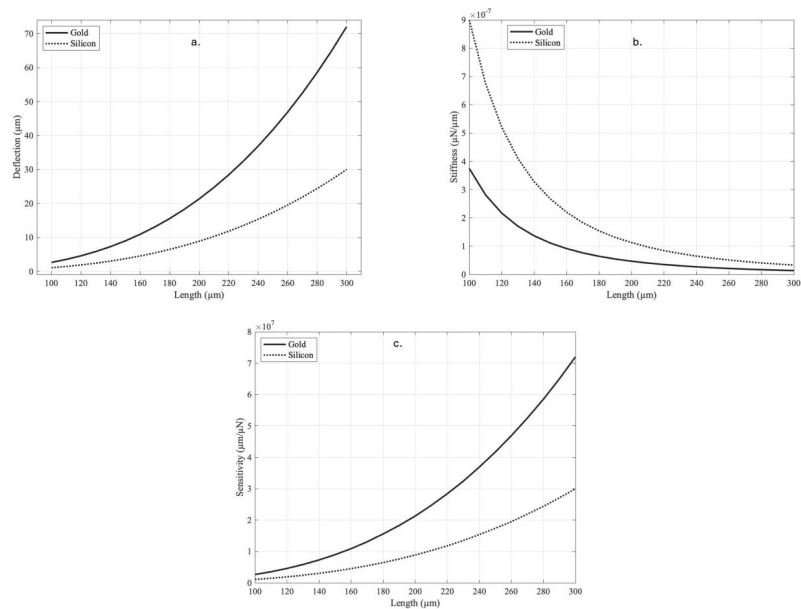 a.
Gold
Silicon
Deflection (µm)
70
60
50
40
30
20
10
0
100 120 140 160 180 200 220 240 260 280 300
Length (µm)
×10⁻⁷
b.
Gold
Silicon
Stiffness (µN/µm)
9
8
7
6
5
4
3
2
1
0
100 120 140 160 180 200 220 240 260 280 300
Length (µm)
×10⁷
c.
Gold
Silicon
Sensitivity (µm/µN)
8
7
6
5
4
3
2
1
0
100 120 140 160 180 200 220 240 260 280 300
Length (µm)